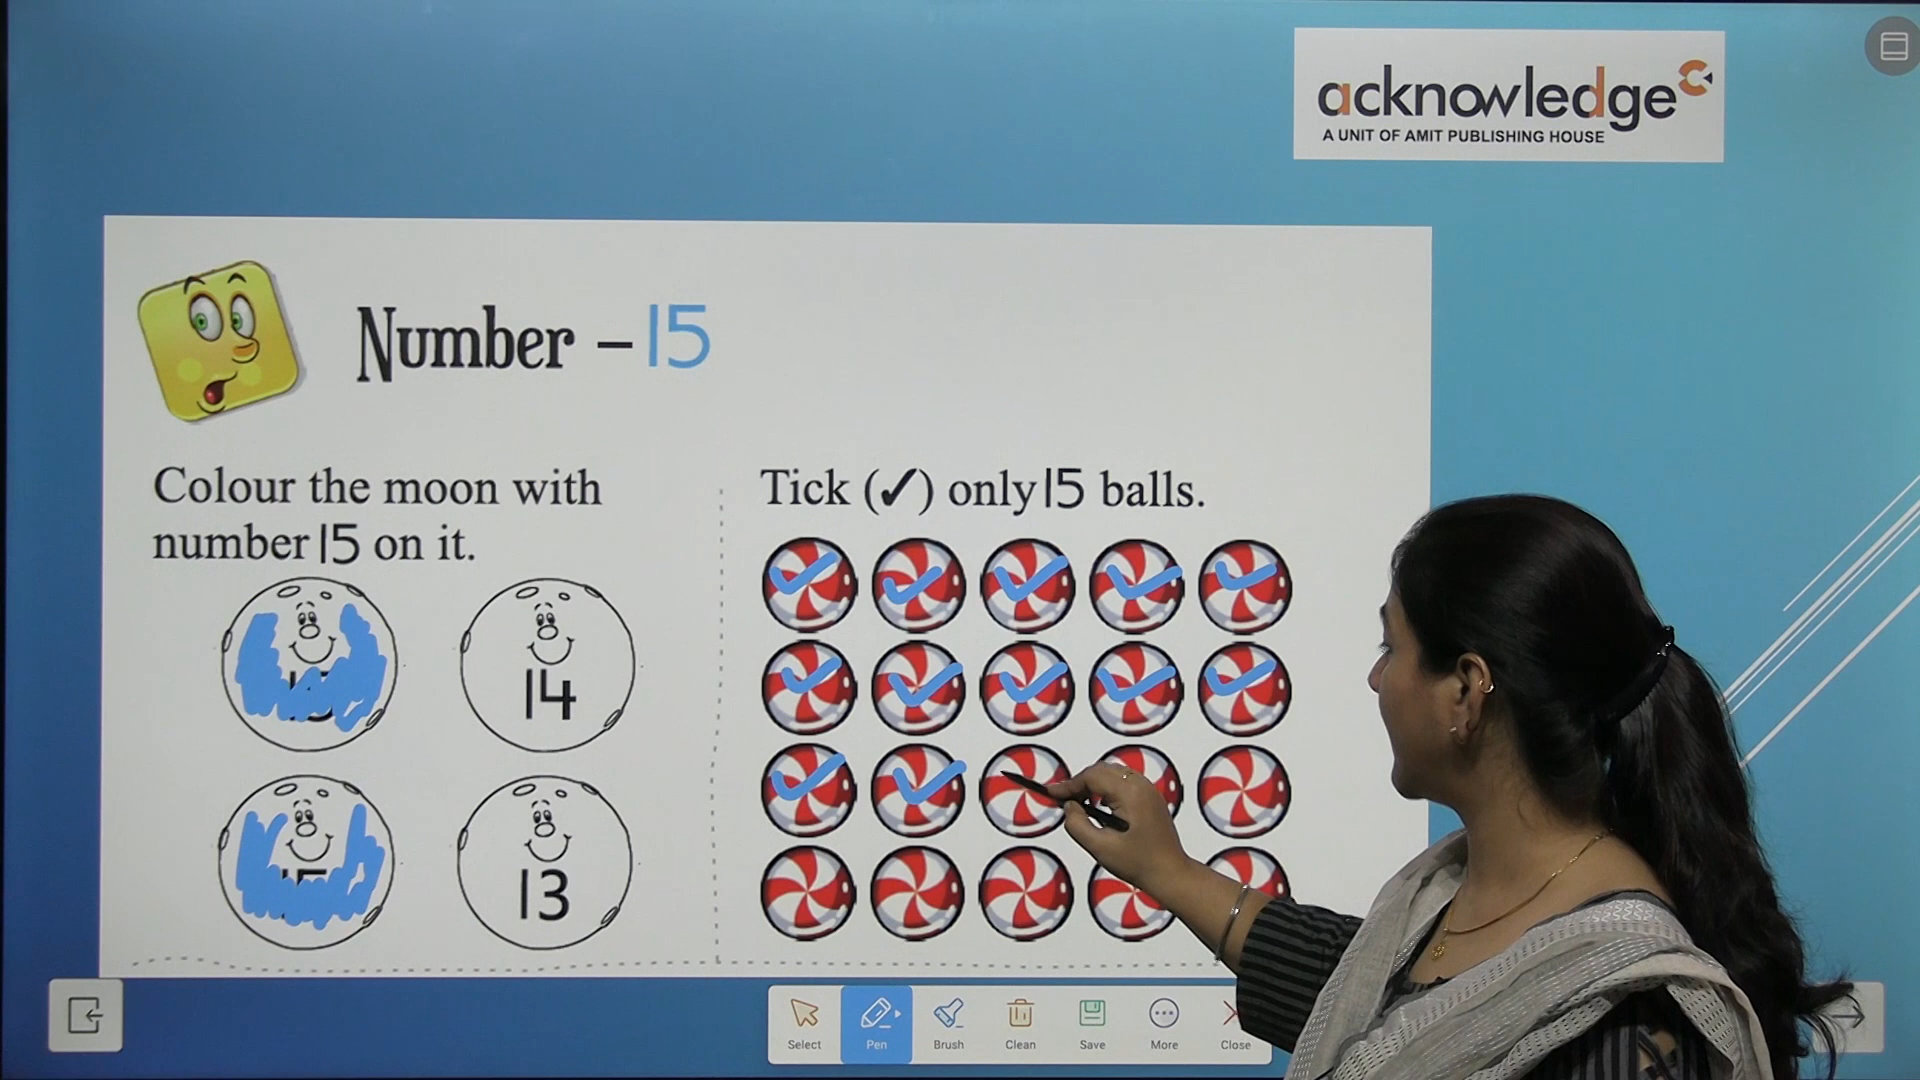 acknowledge
A UNIT OF AMIT PUBLISHING HOUSE
Number – 15
Colour the moon with
number 15 on it.
14
13
Tick (✓) only 15 balls.
Select
Pen
Brush
Clean
Save
More
Close